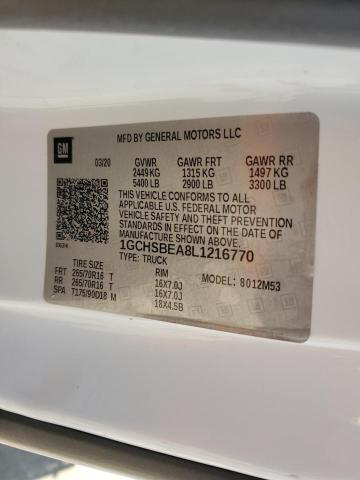 GM
MFD BY GENERAL MOTORS LLC
03/20 GVWR GAWR FRT GAWR RR
2449 KG 1315 KG 1497 KG
5400 LB 2900 LB 3300 LB
THIS VEHICLE CONFORMS TO ALL
APPLICABLE U.S. FEDERAL MOTOR
VEHICLE SAFETY AND THEFT PREVENTION
STANDARDS IN EFFECT ON THE DATE OF
MANUFACTURE SHOWN ABOVE.
1GCHSBEA8L1216770
TYPE: TRUCK
TIRE SIZE RIM MODEL: 8012M53
FRT 265/70R16 T 16X7.0J
RR 265/70R16 T 16X7.0J
SPA T175/90D18 M 18X4.5B